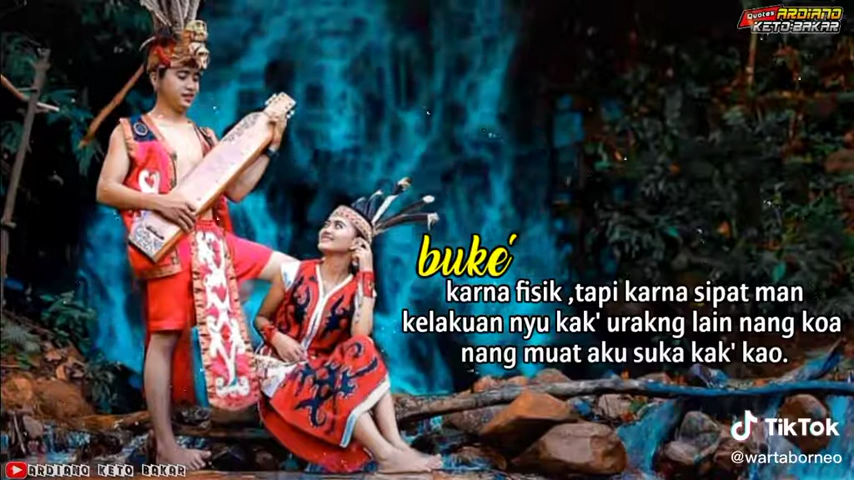 Quotes ARDIANO
KETO BAKAR
buke'
karna fisik ,tapi karna sipat man
kelakuan nyu kak' urakng lain nang koa
nang muat aku suka kak' kao.
TikTok
@wartaborneo
ARDIANO KETO BAKAR